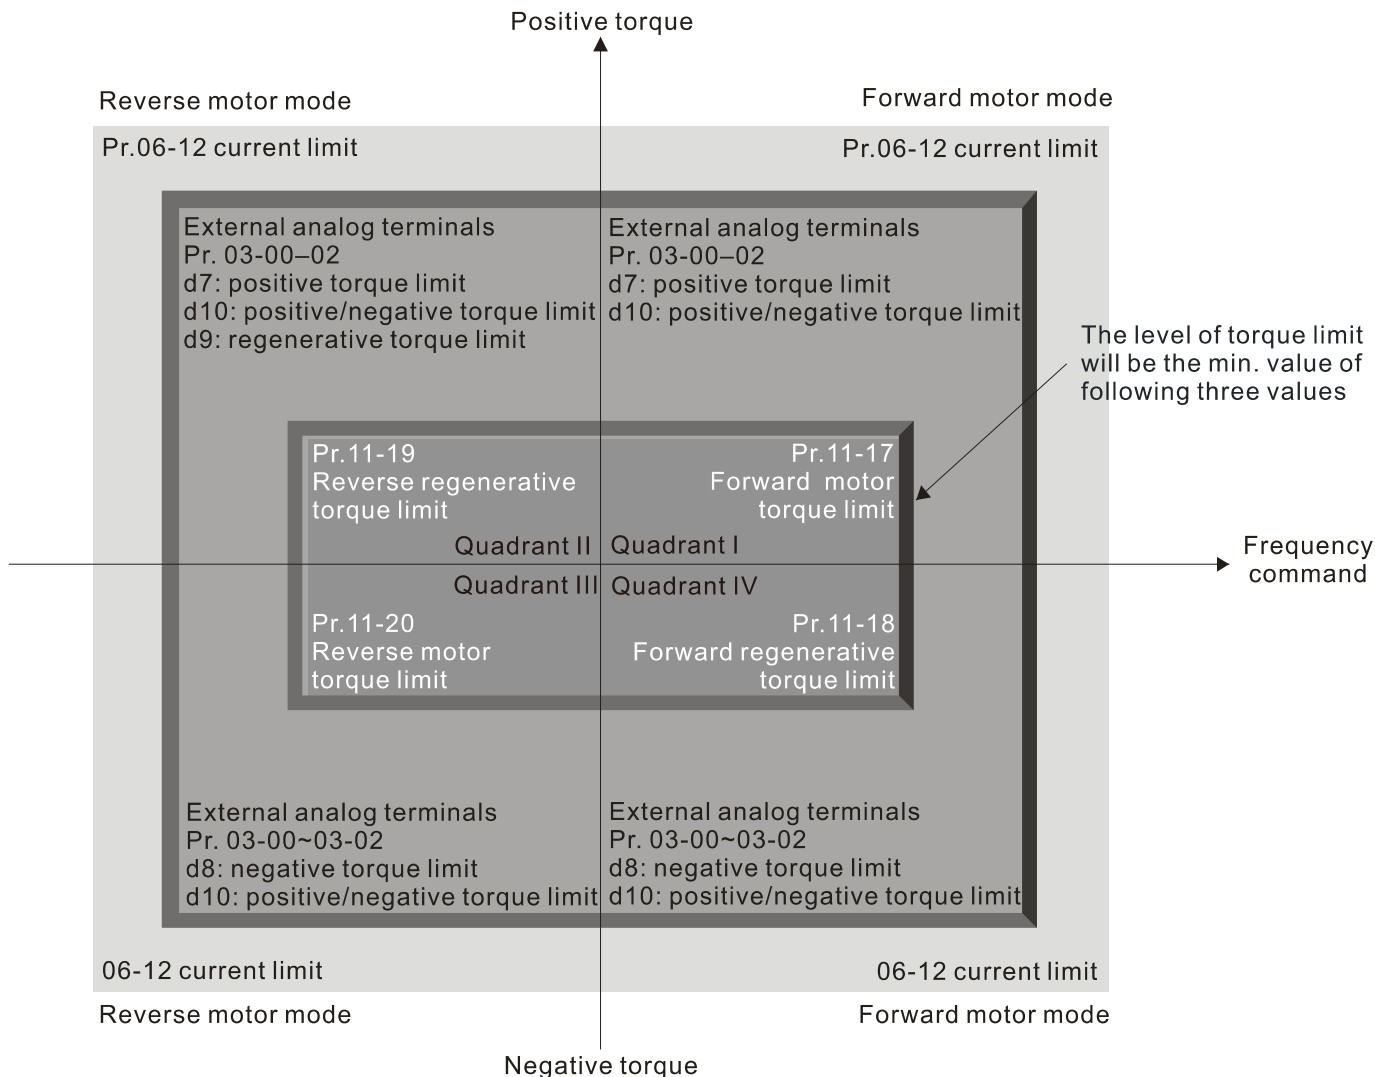 Positive torque
Reverse motor mode
Forward motor mode
Pr.06-12 current limit
Pr.06-12 current limit
External analog terminals
Pr. 03-00–02
d7: positive torque limit
d10: positive/negative torque limit
d9: regenerative torque limit
External analog terminals
Pr. 03-00–02
d7: positive torque limit
d10: positive/negative torque limit
The level of torque limit
will be the min. value of
following three values
Pr.11-19
Reverse regenerative
torque limit
Pr.11-17
Forward motor
torque limit
Quadrant II
Quadrant I
Frequency
command
Quadrant III
Quadrant IV
Pr.11-20
Reverse motor
torque limit
Pr.11-18
Forward regenerative
torque limit
External analog terminals
Pr. 03-00~03-02
d8: negative torque limit
d10: positive/negative torque limit
External analog terminals
Pr. 03-00~03-02
d8: negative torque limit
d10: positive/negative torque limit
06-12 current limit
06-12 current limit
Reverse motor mode
Forward motor mode
Negative torque